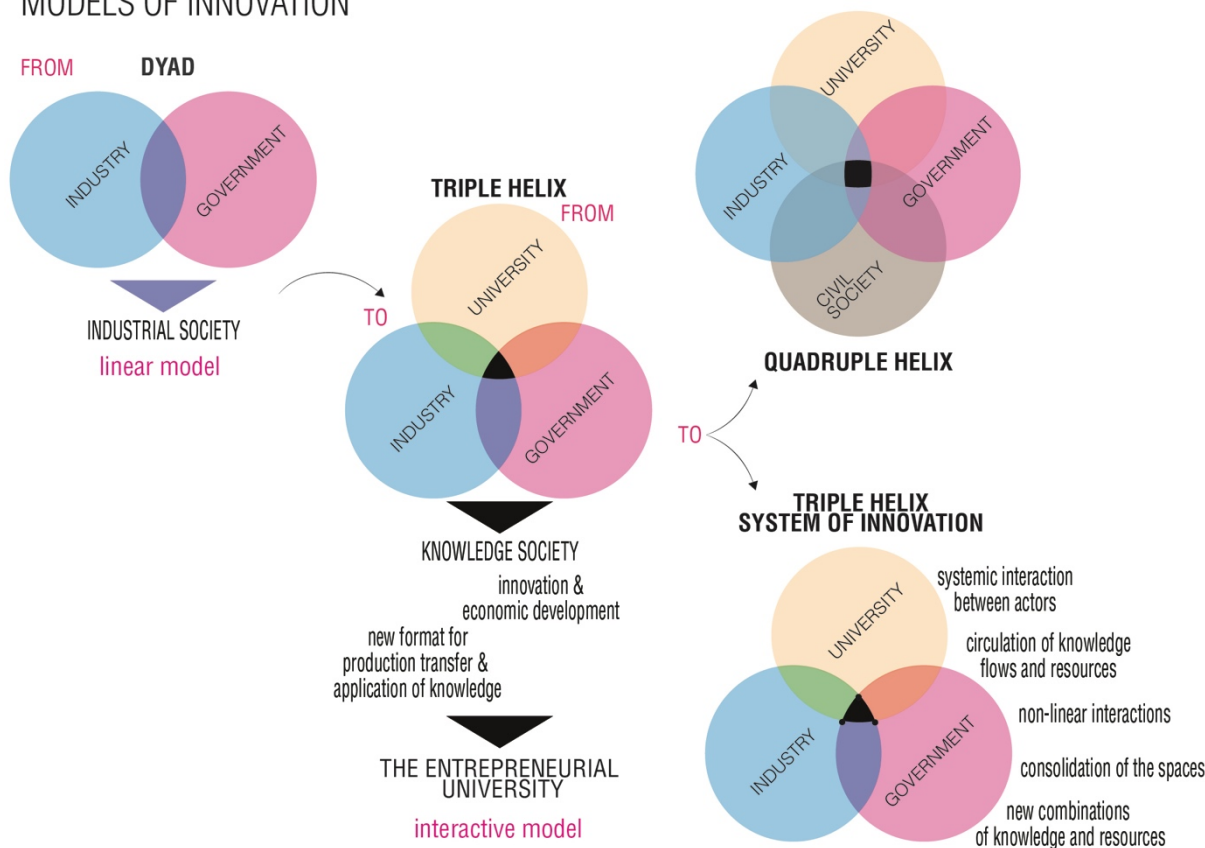 MODELS OF INNOVATION
FROM
DYAD
INDUSTRY
GOVERNMENT
INDUSTRIAL SOCIETY
linear model
TO
TRIPLE HELIX
FROM
UNIVERSITY
INDUSTRY
GOVERNMENT
KNOWLEDGE SOCIETY
innovation &
economic development
new format for
production transfer &
application of knowledge
THE ENTREPRENEURIAL
UNIVERSITY
interactive model
TO
UNIVERSITY
INDUSTRY
GOVERNMENT
CIVIL
SOCIETY
QUADRUPLE HELIX
TRIPLE HELIX
SYSTEM OF INNOVATION
UNIVERSITY
INDUSTRY
GOVERNMENT
systemic interaction
between actors
circulation of knowledge
flows and resources
non-linear interactions
consolidation of the spaces
new combinations
of knowledge and resources